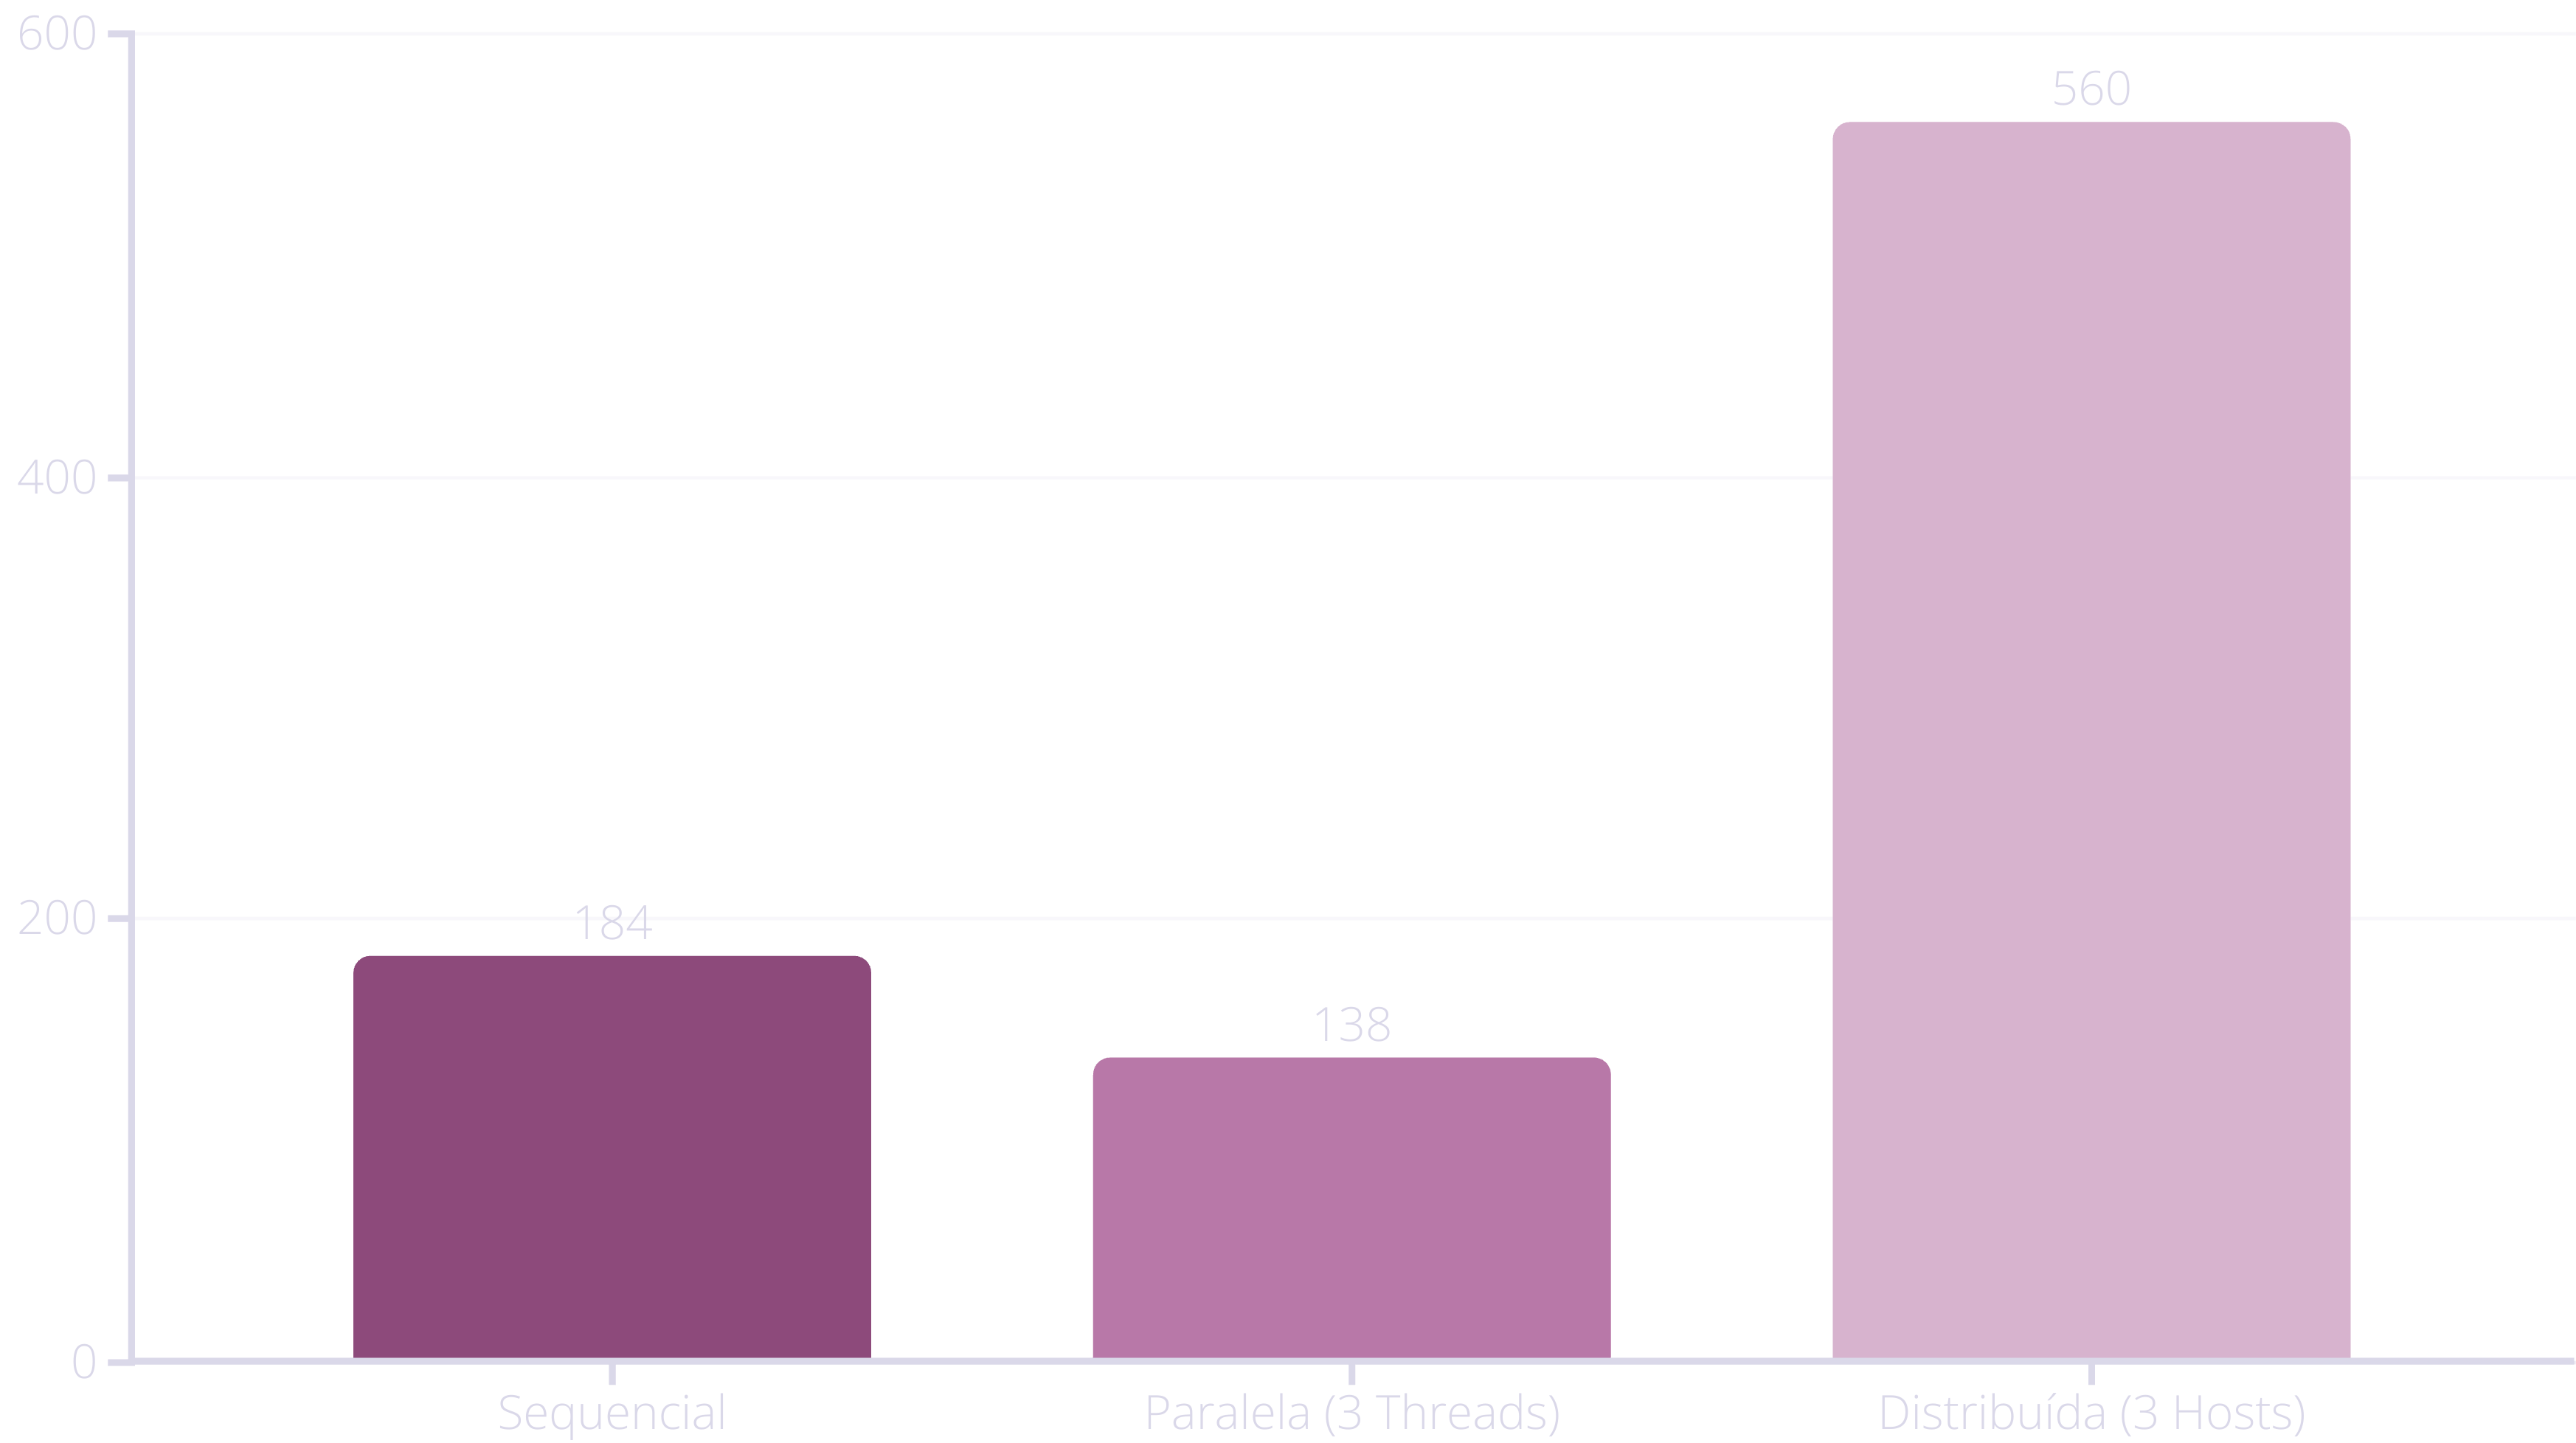 600
560
400
200
184
138
0
Sequencial
Paralela (3 Threads)
Distribuída (3 Hosts)